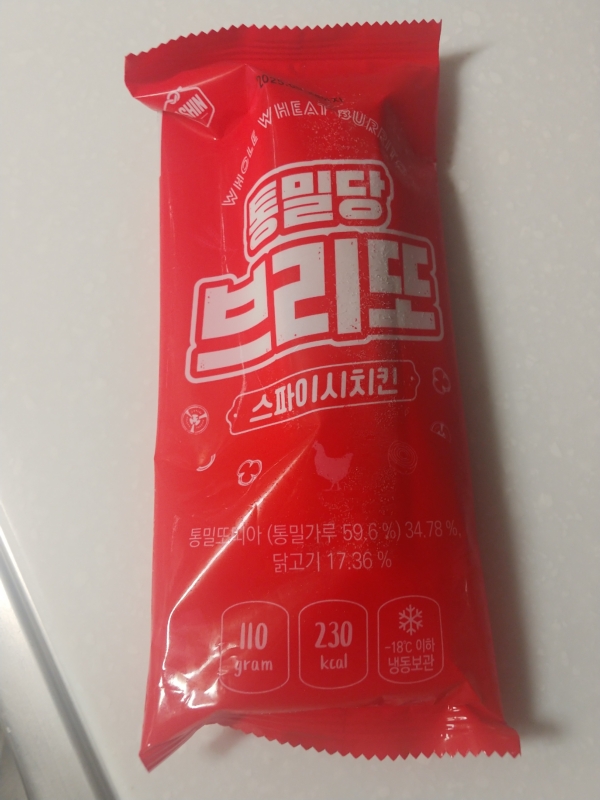 WHOLE WHEAT
통밀당
브리또
스파이시치킨
통밀또띠아 (통밀가루 59.6 %) 34.78 %,
닭고기 17.36 %
110
gram
230
kcal
-18℃ 이하
냉동보관